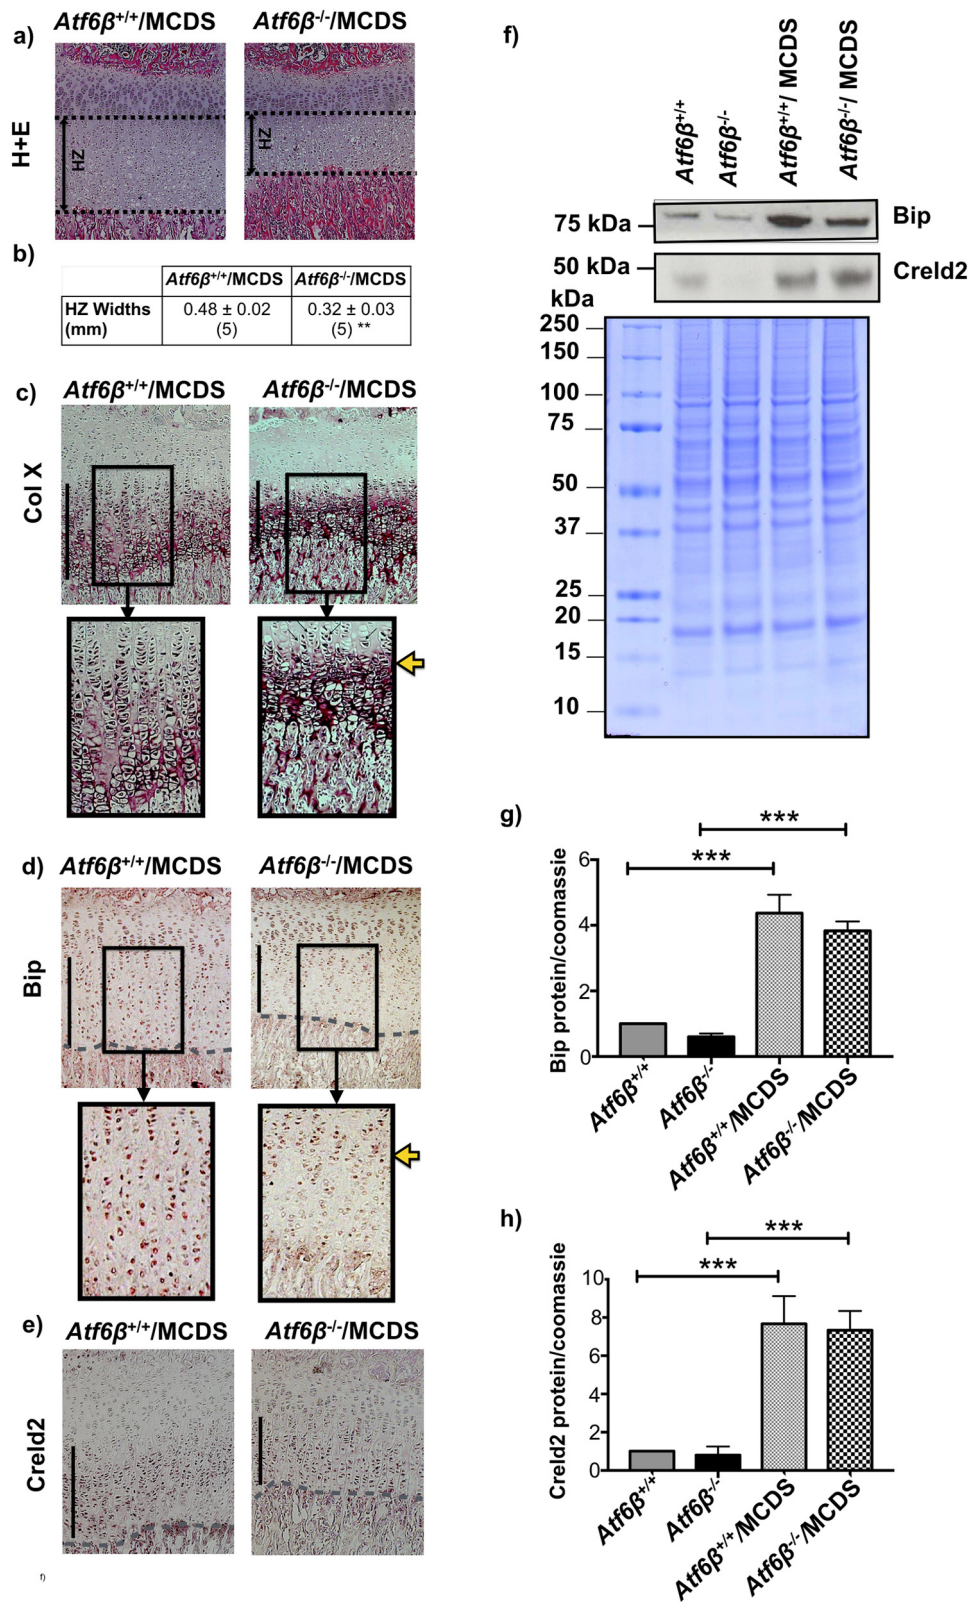 a)
Atf6β+/+/MCDS
Atf6β-/-/MCDS
H+E
HZ
HZ
b)
Atf6β+/+/MCDS
Atf6β-/-/MCDS
HZ Widths (mm)
0.48 ± 0.02 (5)
0.32 ± 0.03 (5) **
c)
Atf6β+/+/MCDS
Atf6β-/-/MCDS
Col X
d)
Atf6β+/+/MCDS
Atf6β-/-/MCDS
Bip
e)
Atf6β+/+/MCDS
Atf6β-/-/MCDS
Creld2
f)
f)
Atf6β+/+
Atf6β-/-
Atf6β+/+/ MCDS
Atf6β-/-/ MCDS
75 kDa
Bip
50 kDa
Creld2
kDa
250
150
100
75
50
37
25
20
15
10
g)
***
***
Bip protein/coomassie
6
4
2
0
Atf6β+/+
Atf6β-/-
Atf6β+/+/MCDS
Atf6β-/-/MCDS
h)
***
***
Creld2 protein/coomassie
10
8
6
4
2
0
Atf6β+/+
Atf6β-/-
Atf6β+/+/MCDS
Atf6β-/-/MCDS